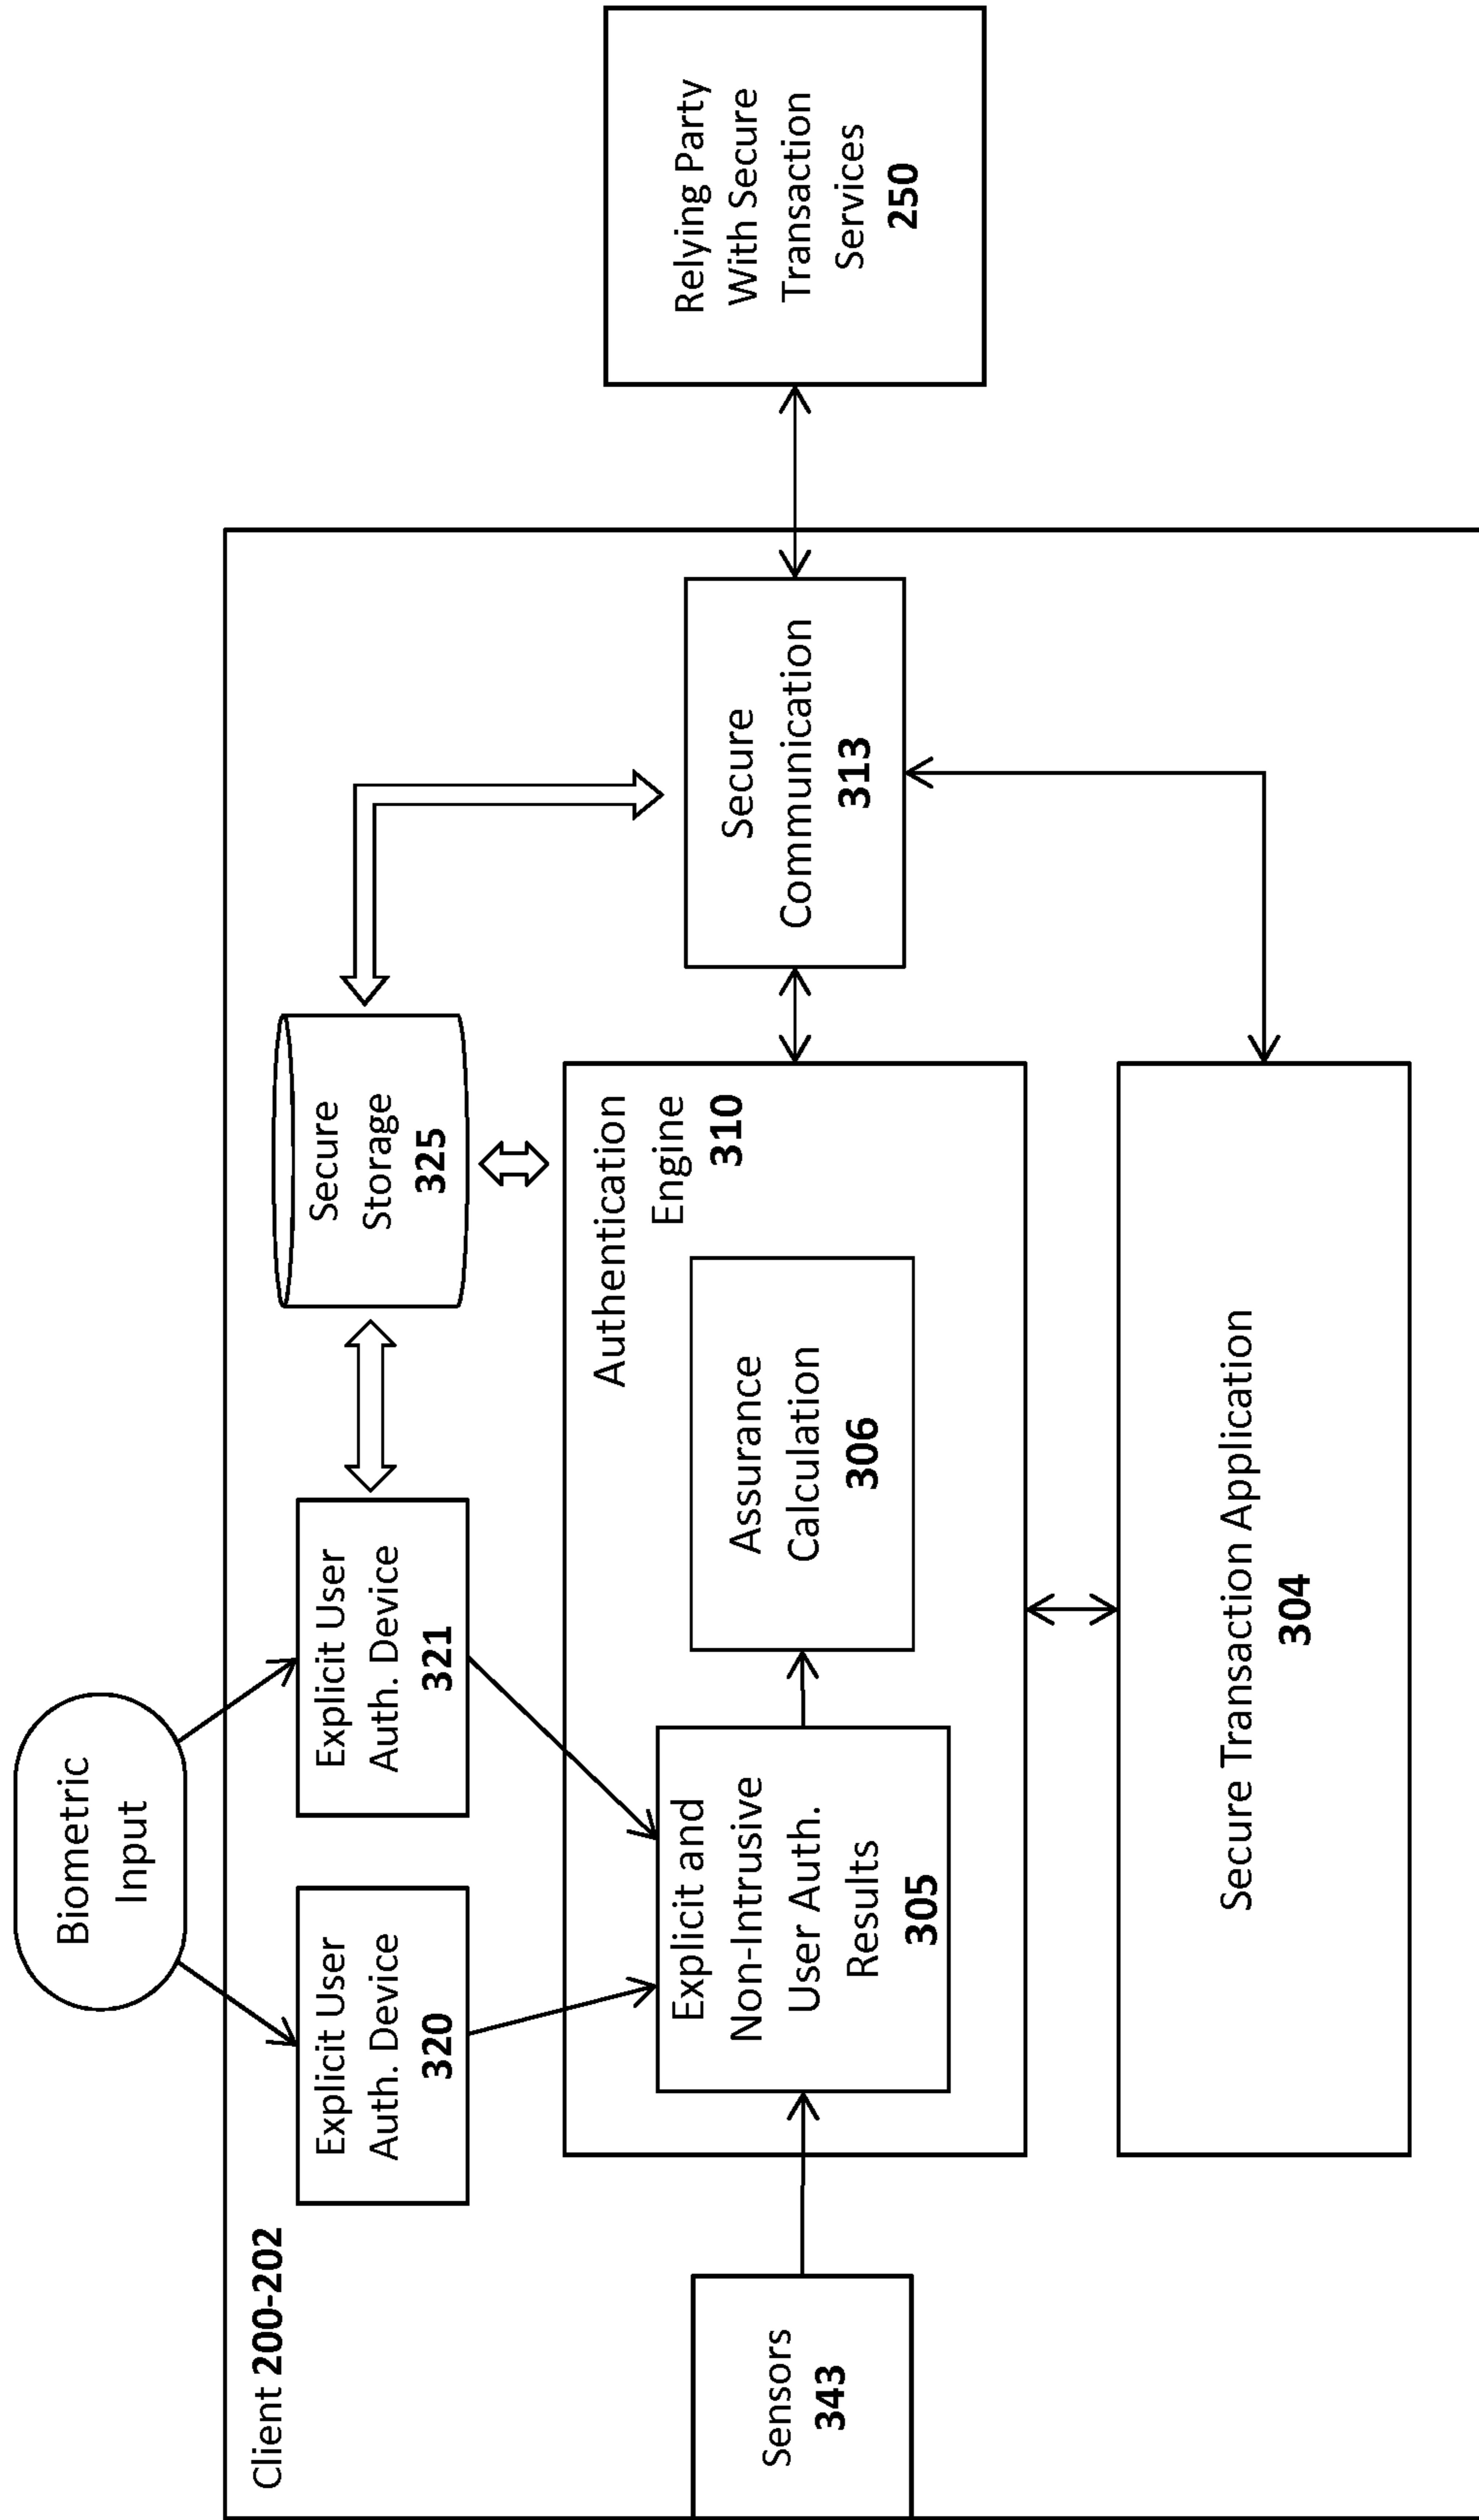 Biometric
Input
Client 200-202
Explicit User
Auth. Device
320
Explicit User
Auth. Device
321
Secure
Storage
325
Sensors
343
Authentication
Engine
310
Explicit and
Non-Intrusive
User Auth.
Results
305
Assurance
Calculation
306
Secure
Communication
313
Relying Party
With Secure
Transaction
Services
250
Secure Transaction Application
304